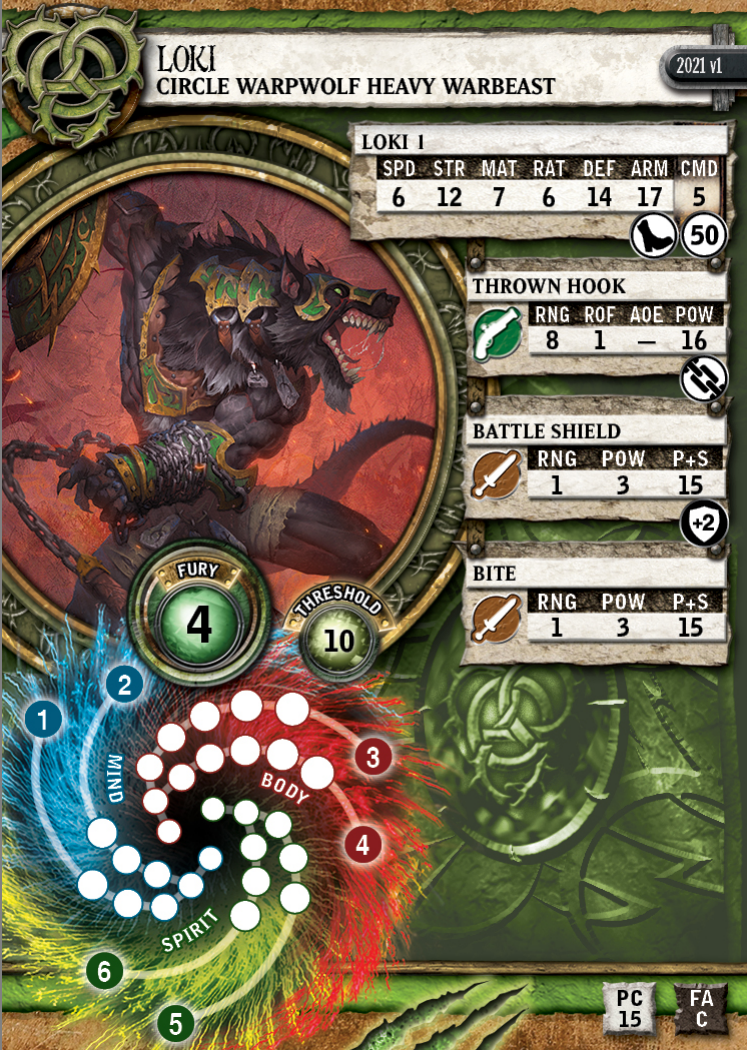 LOKI
CIRCLE WARPWOLF HEAVY WARBEAST
2021 v1
LOKI 1
SPD STR MAT RAT DEF ARM CMD
6 12 7 6 14 17 5
50
THROWN HOOK
RNG ROF AOE POW
8 1 — 16
BATTLE SHIELD
RNG POW P+S
1 3 15
+2
BITE
RNG POW P+S
1 3 15
FURY
4
THRESHOLD
10
1
2
MIND
3
BODY
4
SPIRIT
6
5
PC
15
FA
C